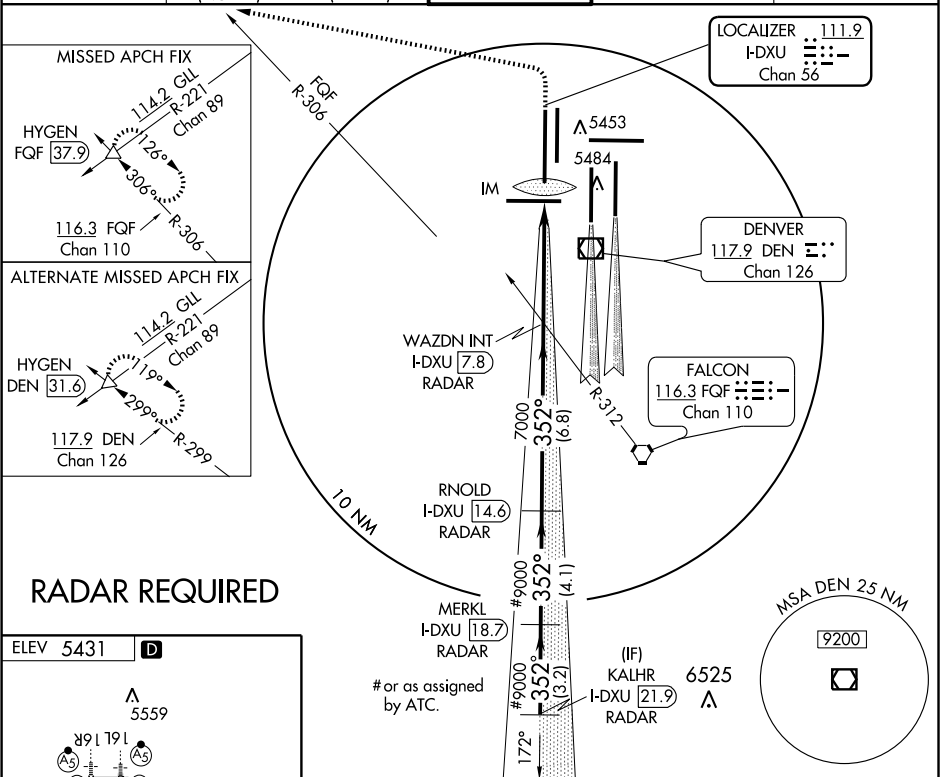 MISSED APCH FIX
114.2 GLL
R-221
Chan 89
HYGEN
FQF 37.9
126°
306°
116.3 FQF
Chan 110
R-306
ALTERNATE MISSED APCH FIX
114.2 GLL
R-221
Chan 89
HYGEN
DEN 31.6
119°
299°
117.9 DEN
Chan 126
R-299
FQF
R-306
LOCALIZER 111.9
I-DXU
Chan 56
5453
5484
IM
DENVER
117.9 DEN
Chan 126
WAZDN INT
I-DXU 7.8
RADAR
R-312
FALCON
116.3 FQF
Chan 110
7000
352°
(6.8)
RNOLD
I-DXU 14.6
RADAR
10 NM
#9000
352°
(4.1)
RADAR REQUIRED
MERKL
I-DXU 18.7
RADAR
#9000
352°
(3.2)
(IF)
KALHR
I-DXU 21.9
RADAR
6525
# or as assigned
by ATC.
172°
MSA DEN 25 NM
9200
ELEV 5431 D
5559
16R 16L
A5 A5